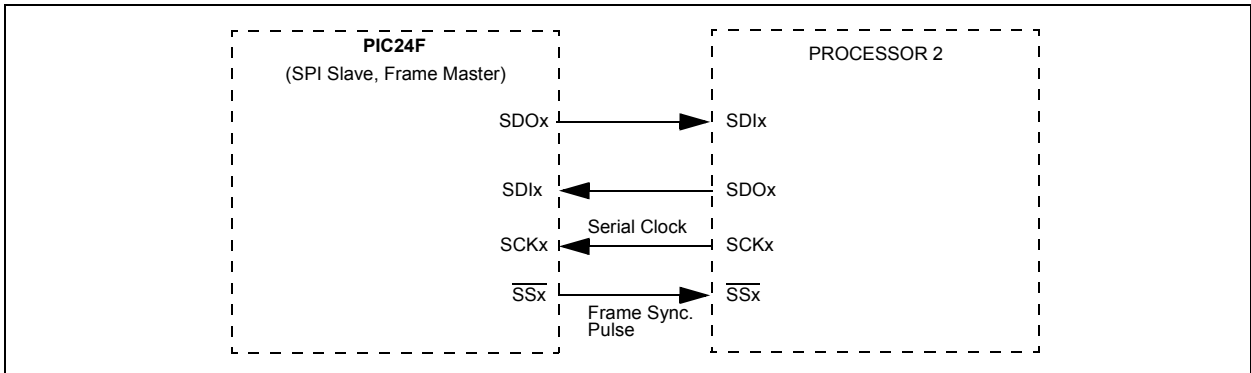 PIC24F
(SPI Slave, Frame Master)
PROCESSOR 2
SDOx
SDIx
SDIx
SDOx
Serial Clock
SCKx
SCKx
SSx
SSx
Frame Sync.
Pulse